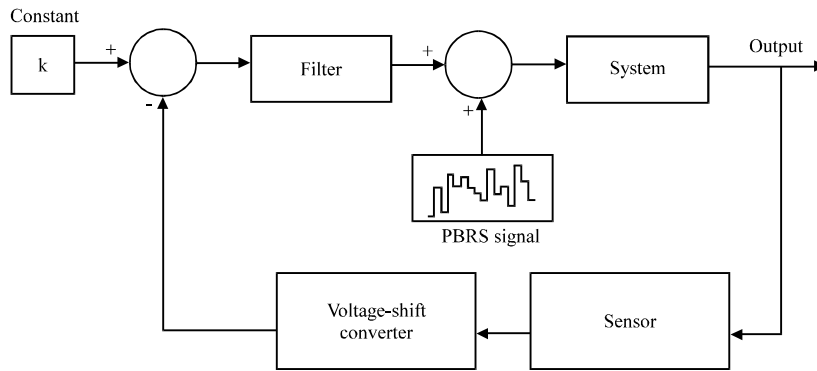 Constant
k
+
-
Filter
+
+
System
Output
PBRS signal
Voltage-shift
converter
Sensor